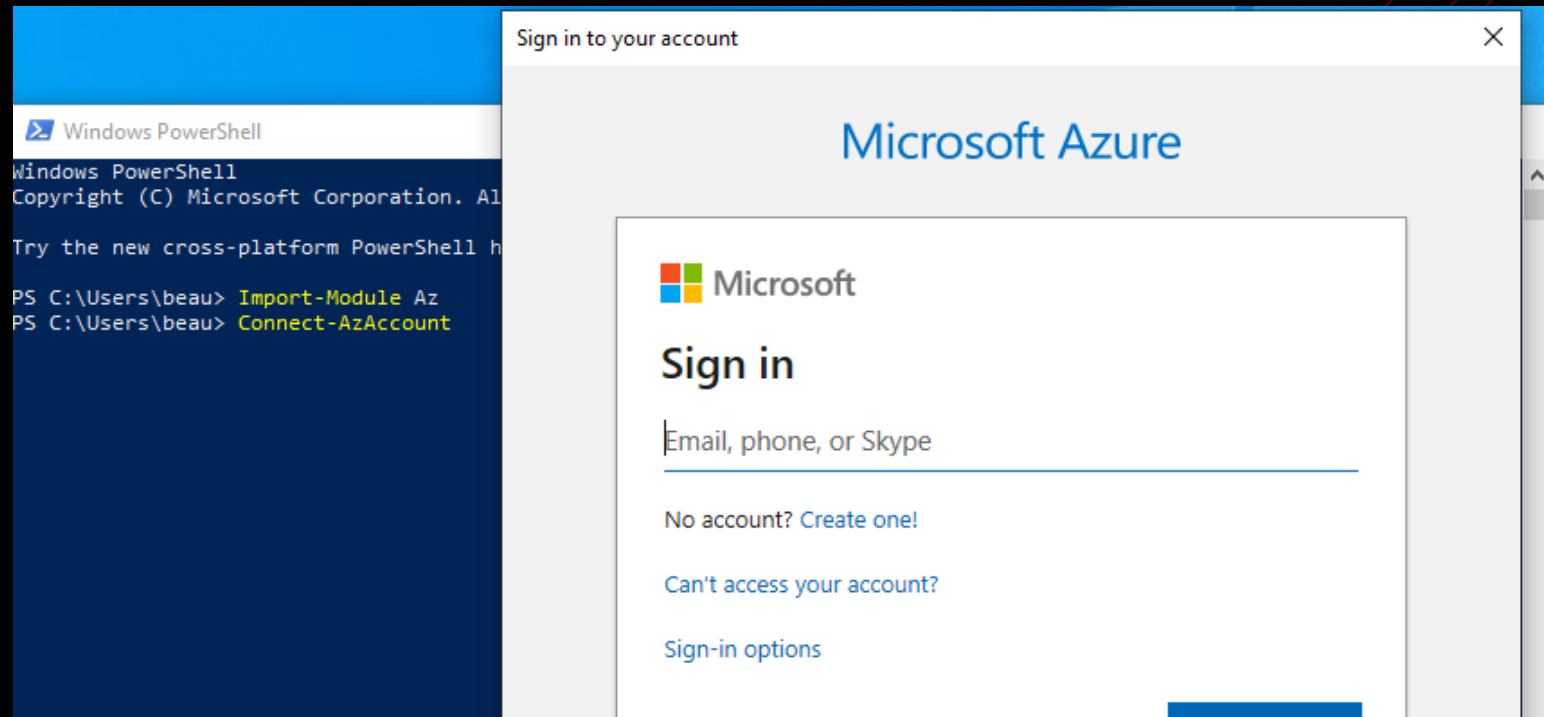 Sign in to your account
Windows PowerShell
Windows PowerShell
Copyright (C) Microsoft Corporation. Al
Try the new cross-platform PowerShell h
PS C:\Users\beau> Import-Module Az
PS C:\Users\beau> Connect-AzAccount
Microsoft Azure
Microsoft
Sign in
Email, phone, or Skype
No account? Create one!
Can't access your account?
Sign-in options